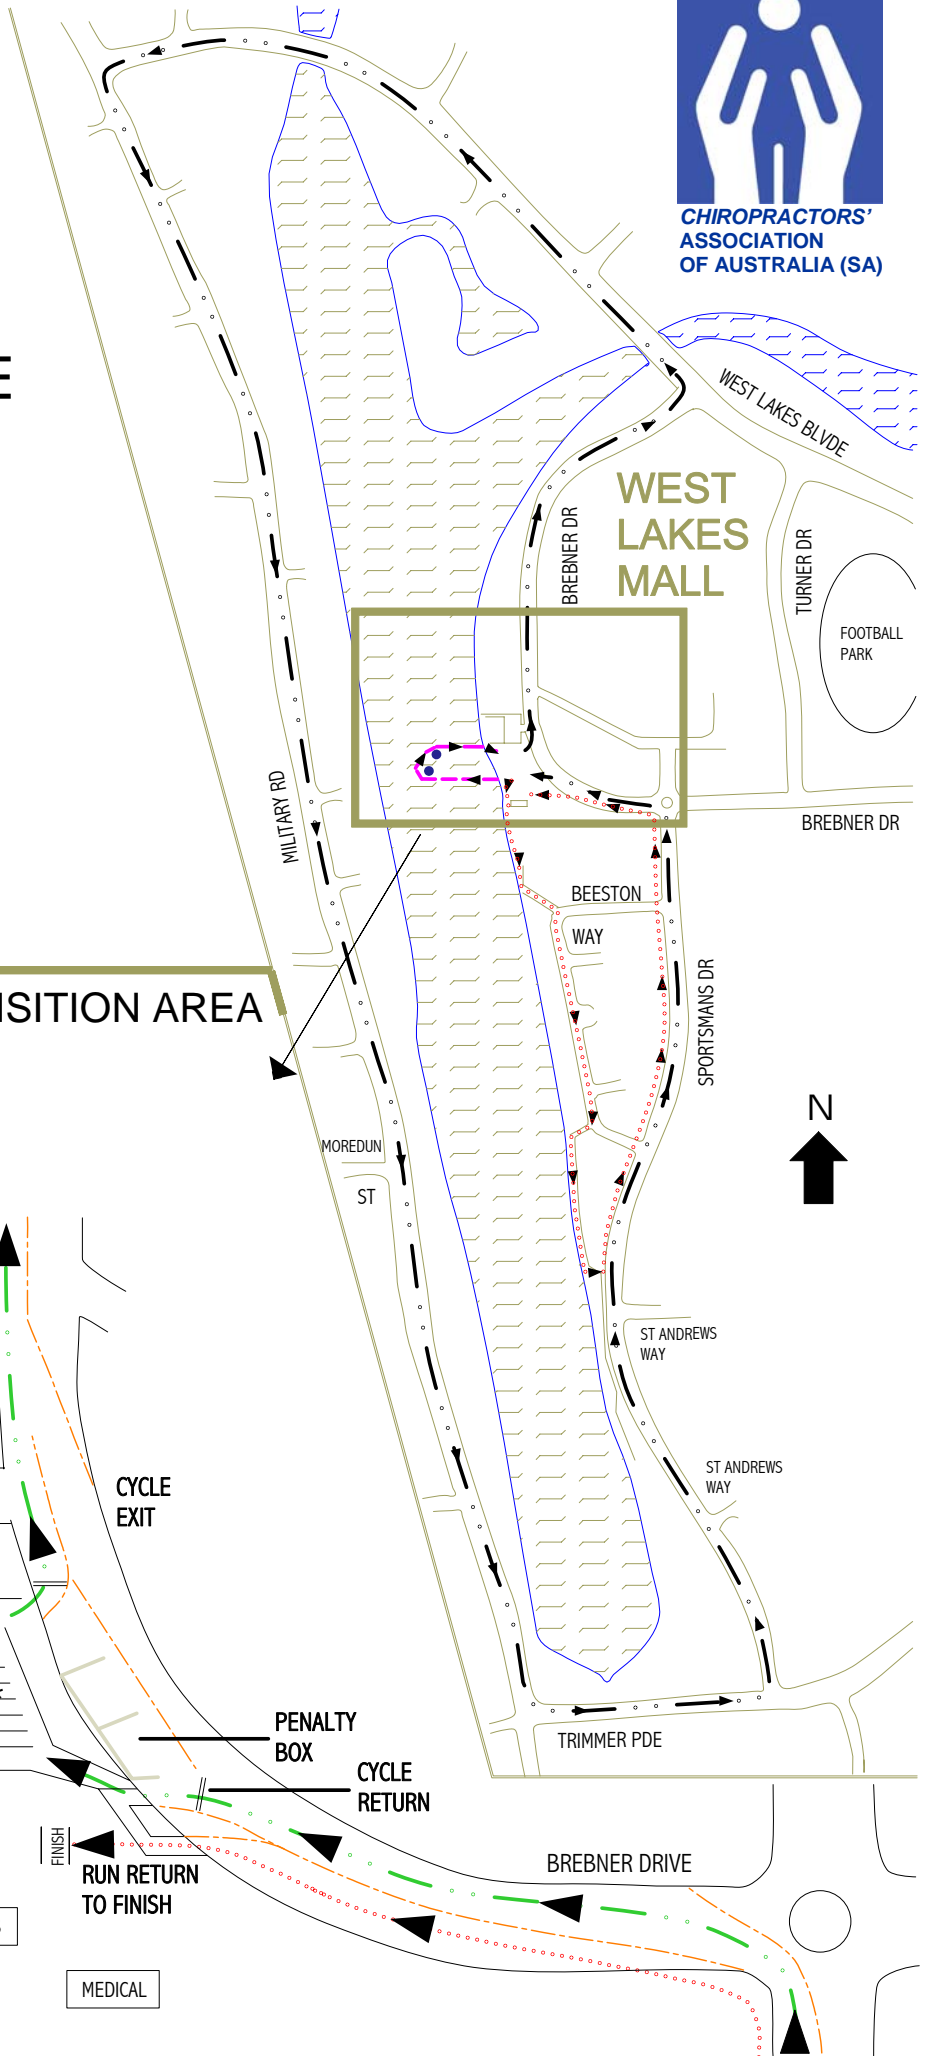 CHIROPRACTORS'
ASSOCIATION
OF AUSTRALIA (SA)
E
WEST LAKES BLVDE
WEST
LAKES
MALL
BREBNER DR
TURNER DR
FOOTBALL
PARK
MILITARY RD
BREBNER DR
BEESTON
WAY
SPORTSMANS DR
SITION AREA
N
MOREDUN
ST
ST ANDREWS
WAY
ST ANDREWS
WAY
CYCLE
EXIT
PENALTY
BOX
TRIMMER PDE
CYCLE
RETURN
FINISH
RUN RETURN
TO FINISH
BREBNER DRIVE
MEDICAL